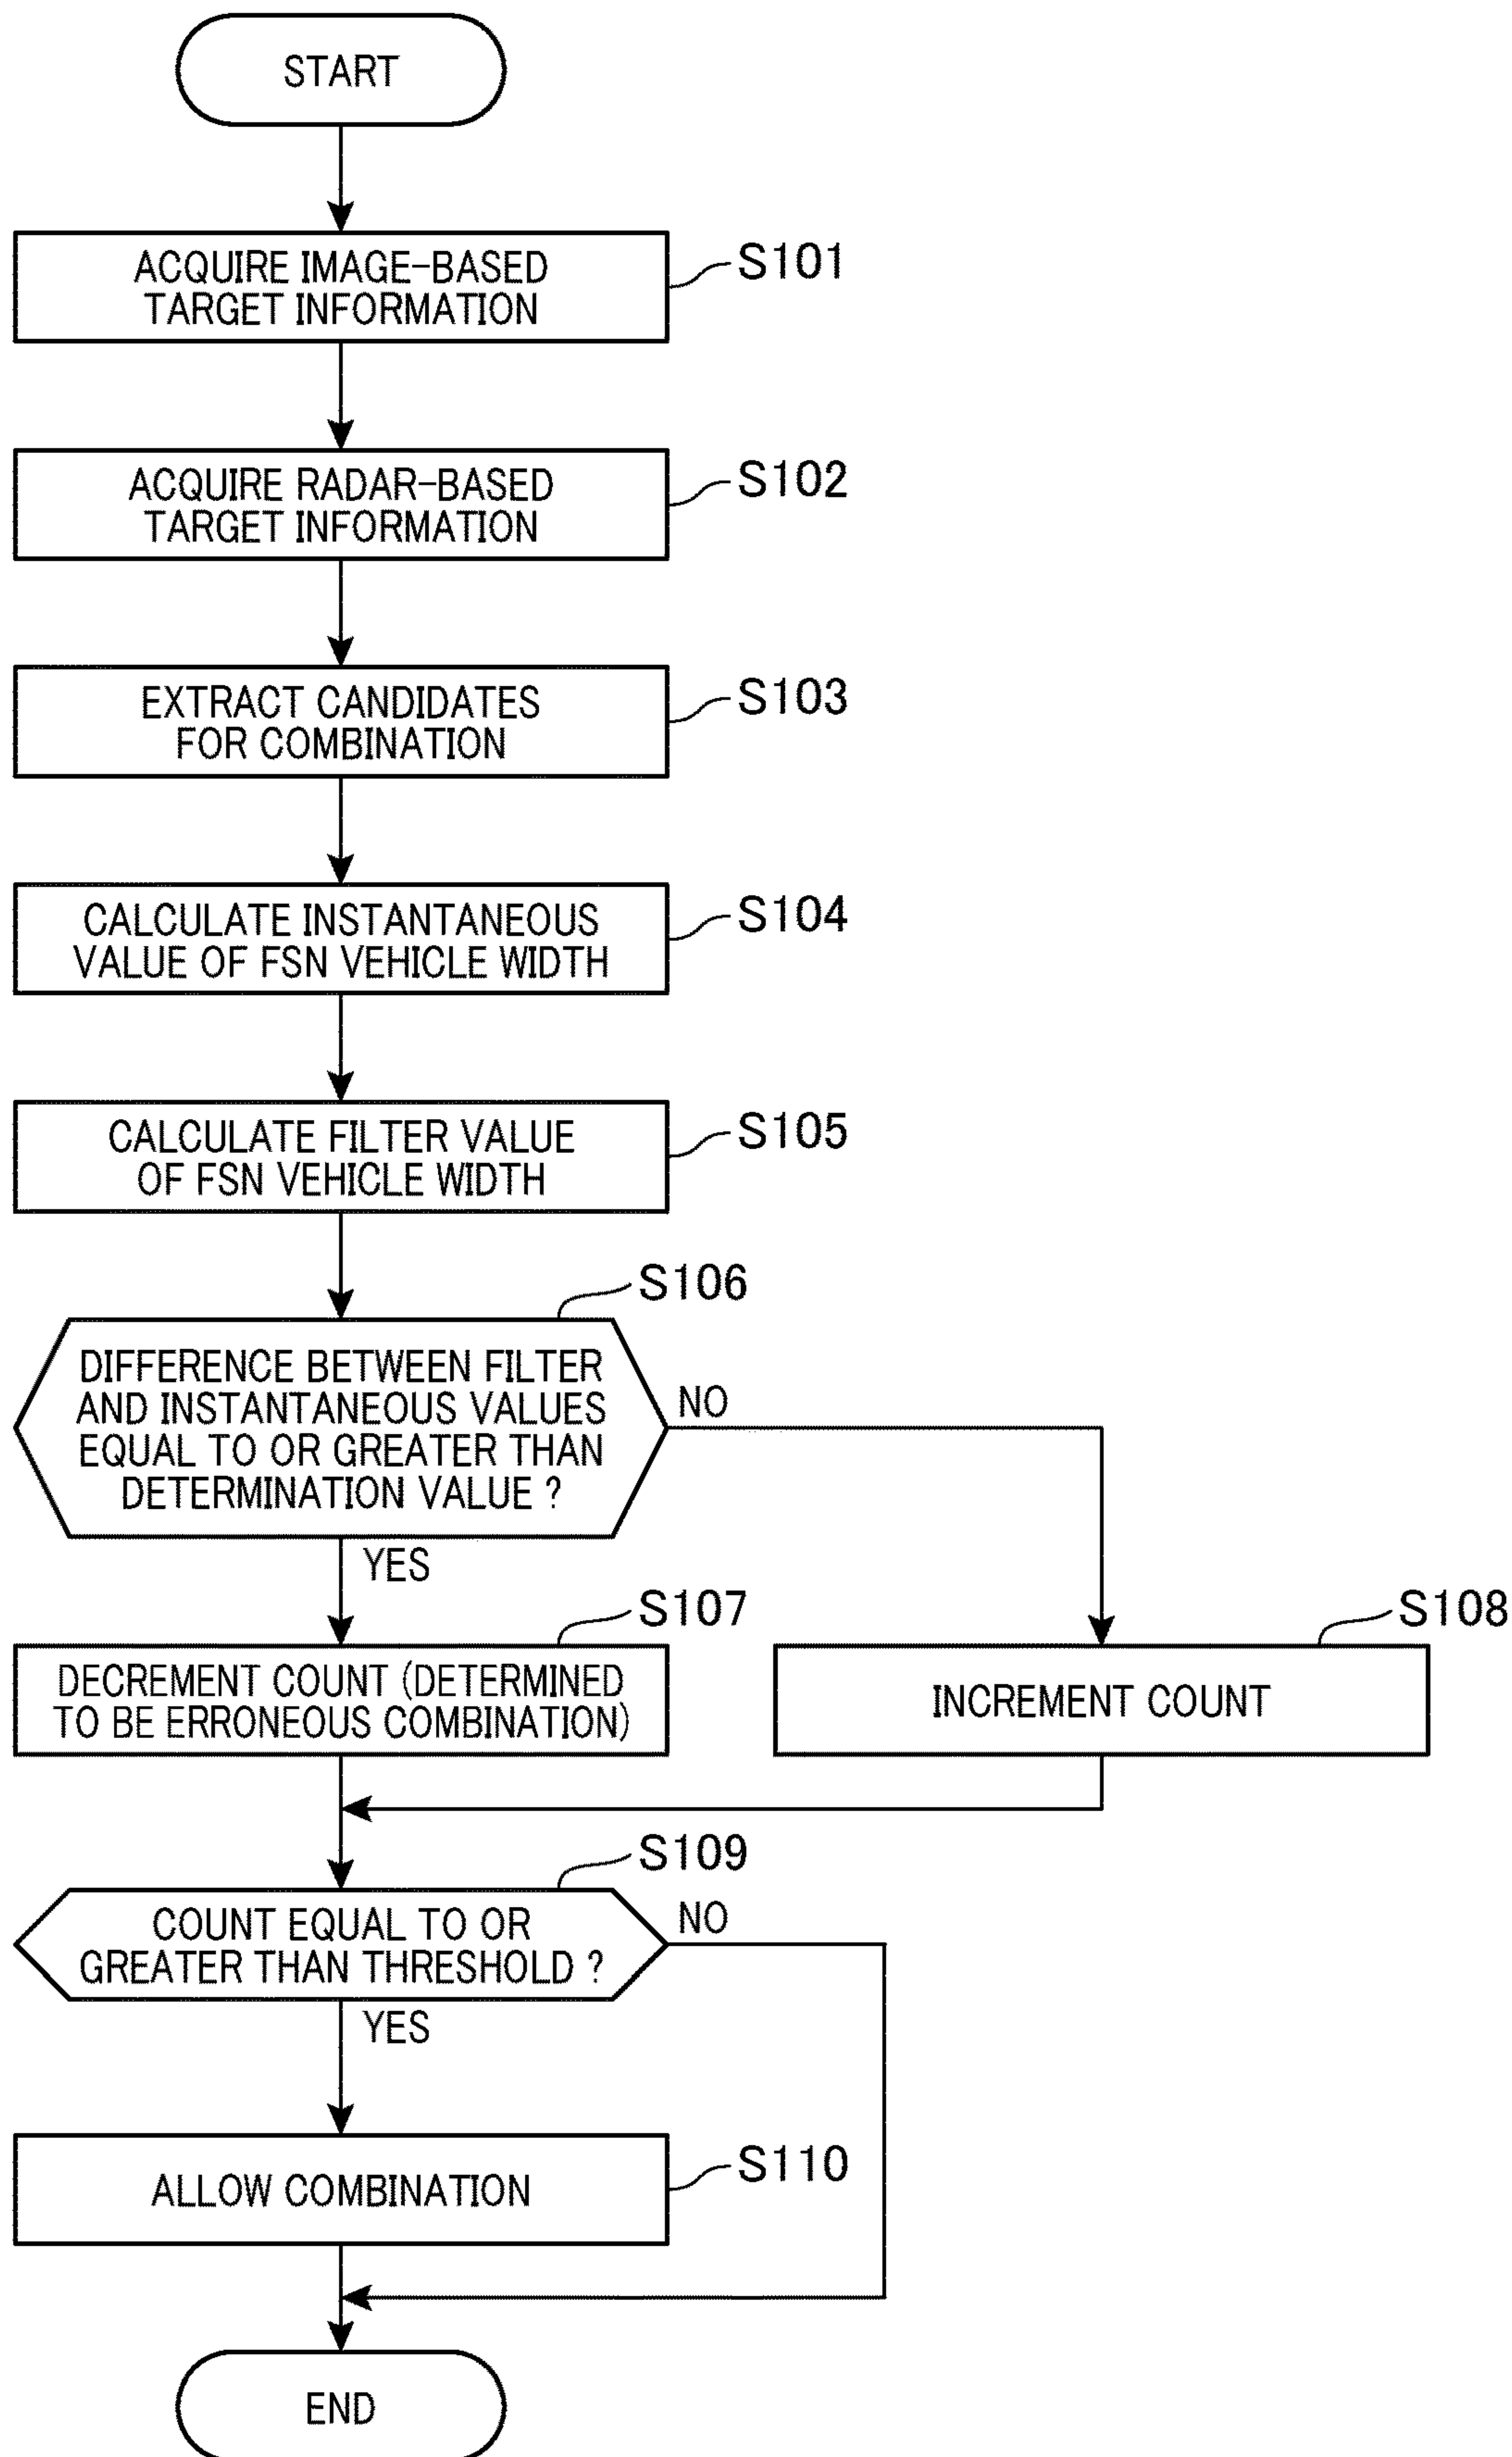 START
ACQUIRE IMAGE-BASED
TARGET INFORMATION
S101
ACQUIRE RADAR-BASED
TARGET INFORMATION
S102
EXTRACT CANDIDATES
FOR COMBINATION
S103
CALCULATE INSTANTANEOUS
VALUE OF FSN VEHICLE WIDTH
S104
CALCULATE FILTER VALUE
OF FSN VEHICLE WIDTH
S105
S106
DIFFERENCE BETWEEN FILTER
AND INSTANTANEOUS VALUES
EQUAL TO OR GREATER THAN
DETERMINATION VALUE ?
NO
YES
S107
DECREMENT COUNT (DETERMINED
TO BE ERRONEOUS COMBINATION)
S108
INCREMENT COUNT
S109
COUNT EQUAL TO OR
GREATER THAN THRESHOLD ?
NO
YES
ALLOW COMBINATION
S110
END